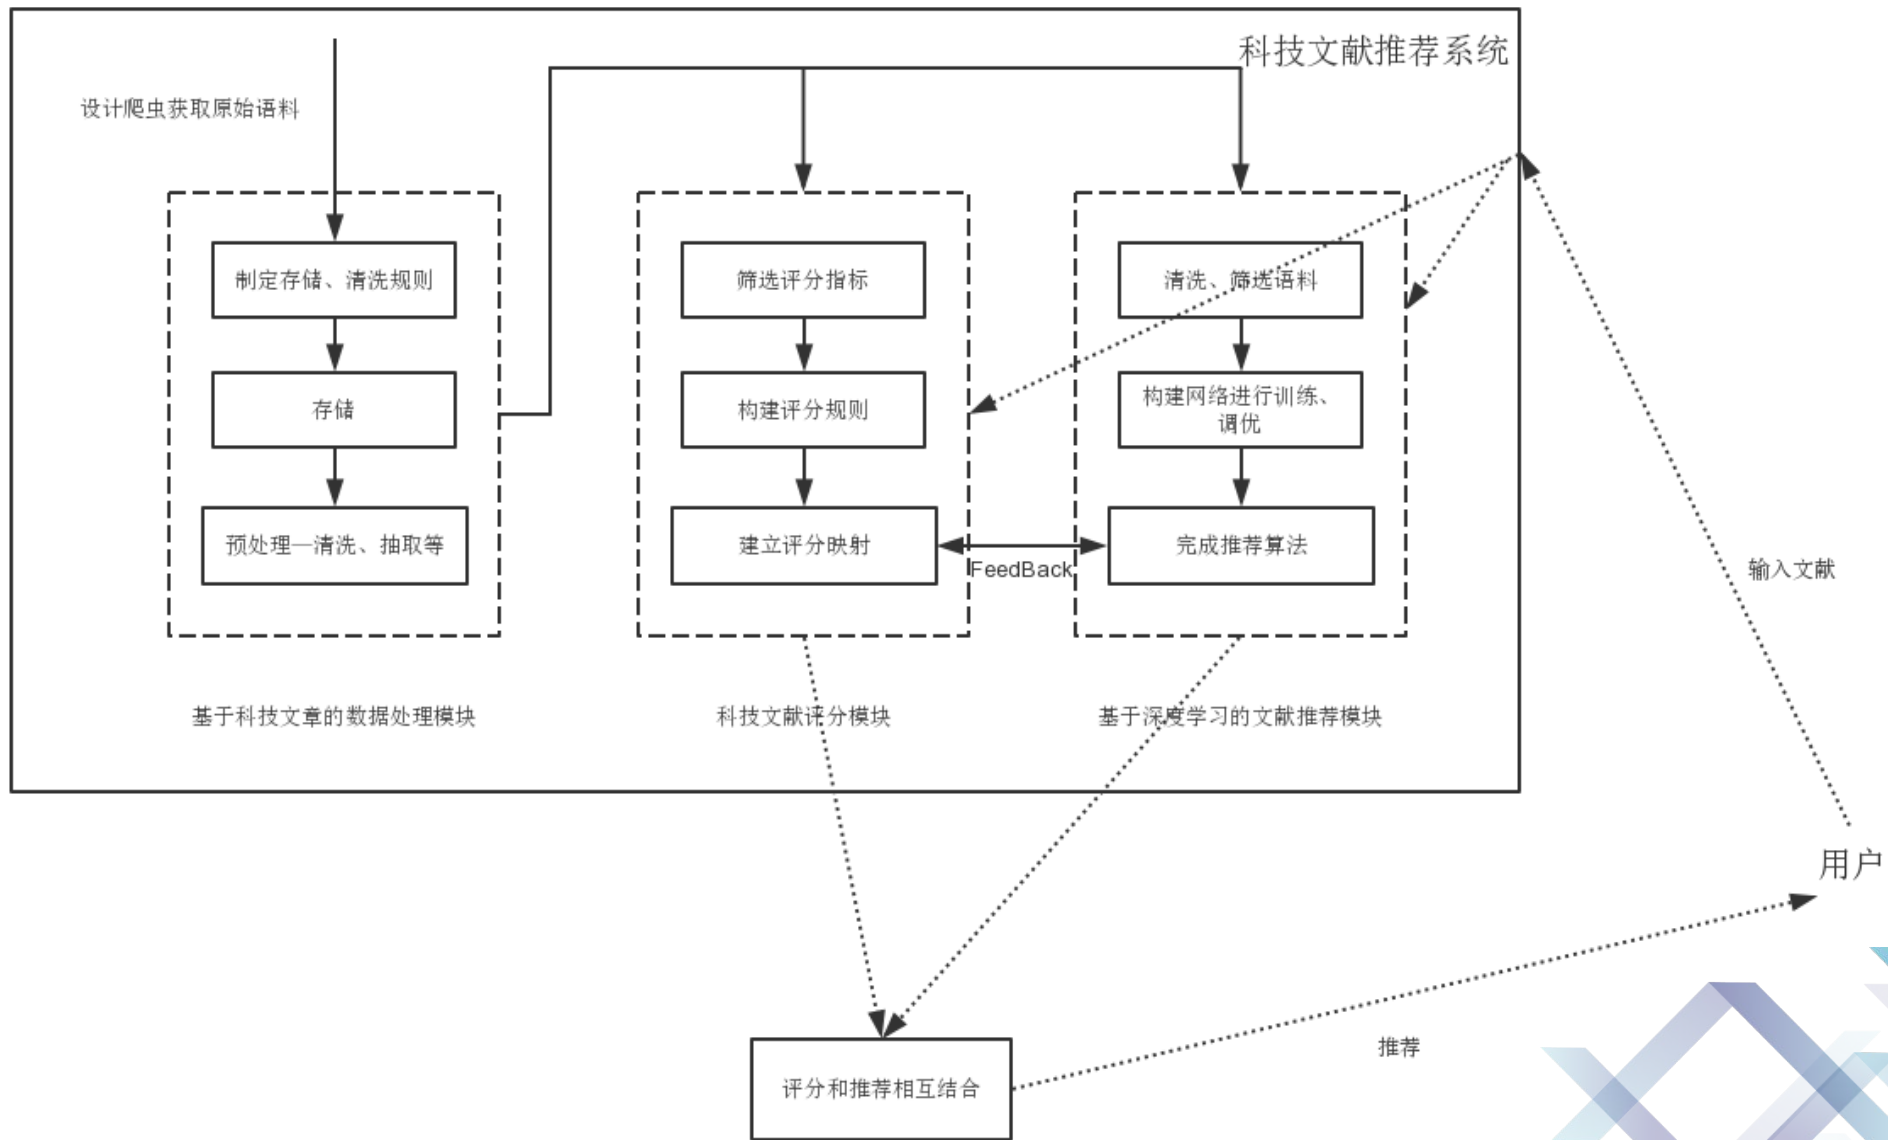 科技文献推荐系统
设计爬虫获取原始语料
制定存储、清洗规则
存储
预处理—清洗、抽取等
基于科技文章的数据处理模块
筛选评分指标
构建评分规则
建立评分映射
科技文献评分模块
FeedBack
清洗、筛选语料
构建网络进行训练、
调优
完成推荐算法
基于深度学习的文献推荐模块
输入文献
用户
推荐
评分和推荐相互结合